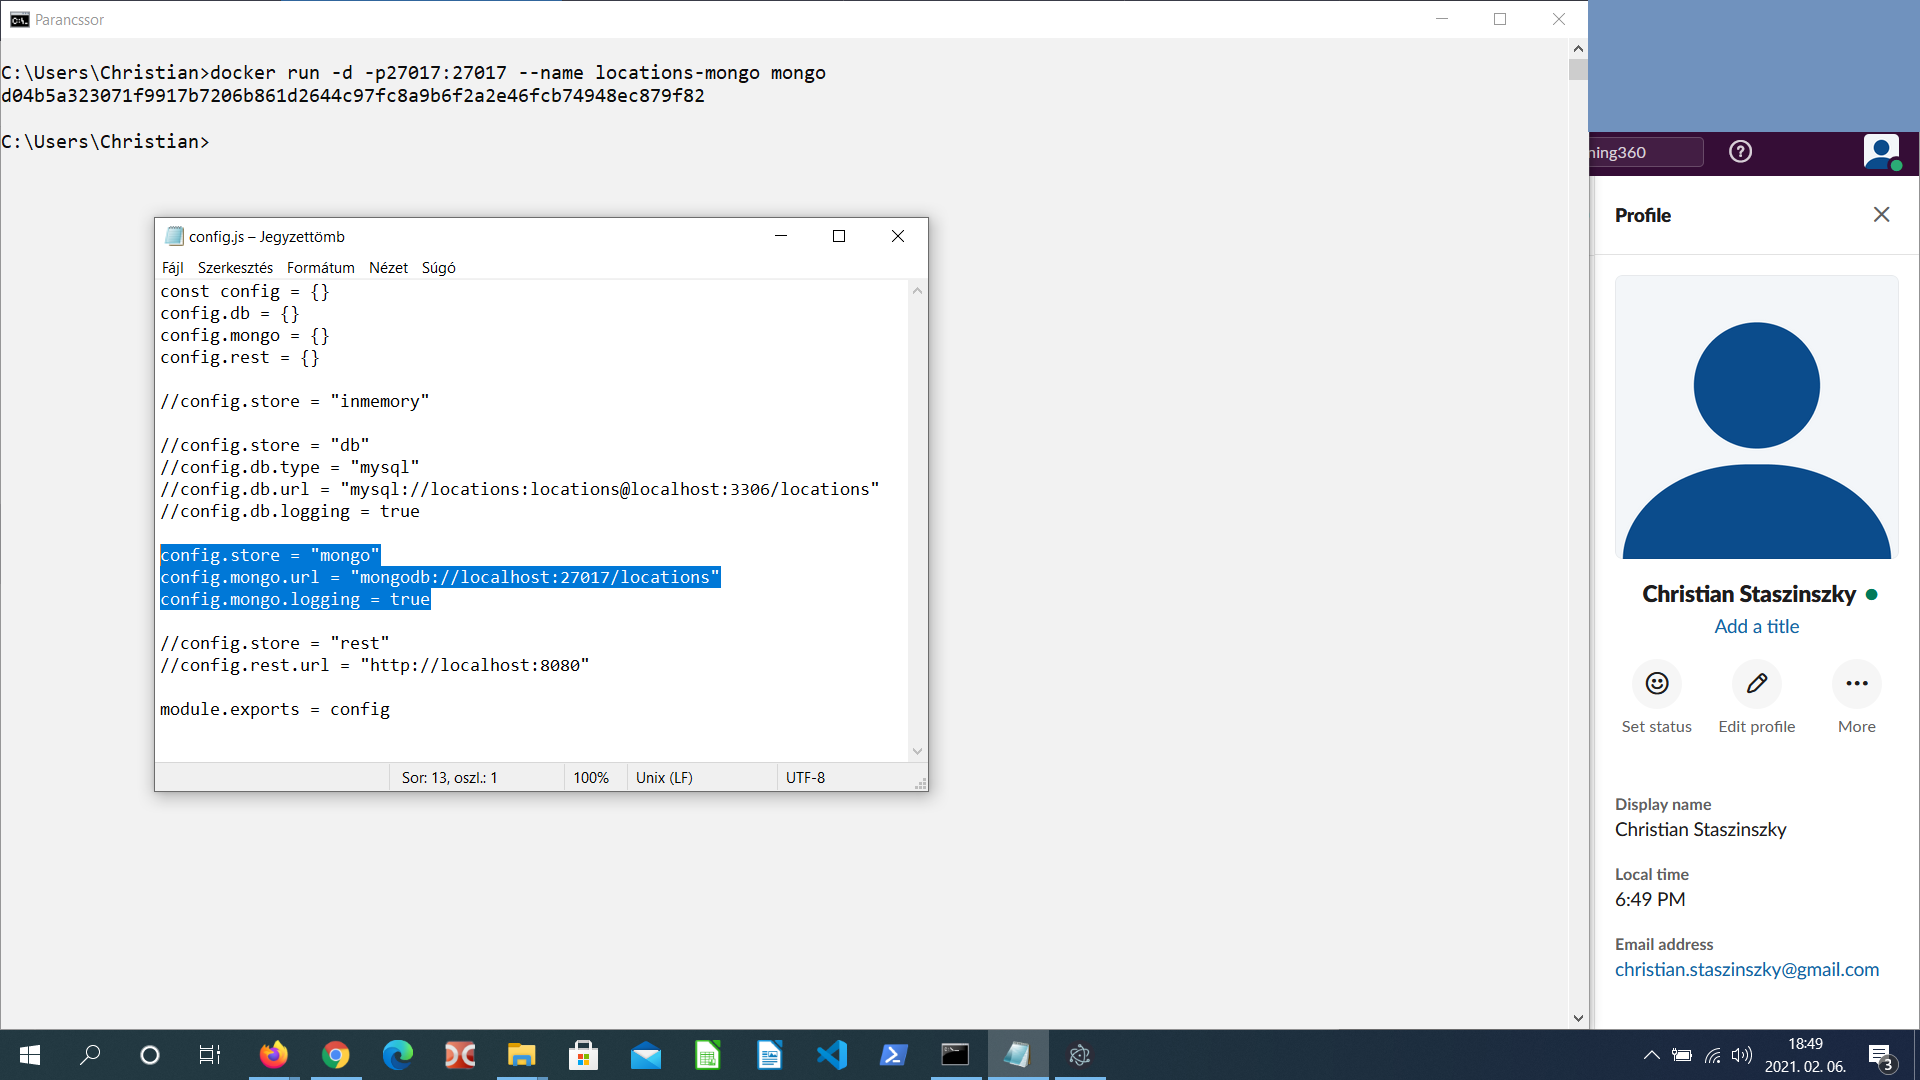 Parancssor
C:\Users\Christian>docker run -d -p27017:27017 --name locations-mongo mongo
d04b5a323071f9917b7206b861d2644c97fc8a9b6f2a2e46fcb74948ec879f82
C:\Users\Christian>
config.js – Jegyzettömb
Fájl Szerkesztés Formátum Nézet Súgó
const config = {}
config.db = {}
config.mongo = {}
config.rest = {}
//config.store = "inmemory"
//config.store = "db"
//config.db.type = "mysql"
//config.db.url = "mysql://locations:locations@localhost:3306/locations"
//config.db.logging = true
config.store = "mongo"
config.mongo.url = "mongodb://localhost:27017/locations"
config.mongo.logging = true
//config.store = "rest"
//config.rest.url = "http://localhost:8080"
module.exports = config
Sor: 13, oszl.: 1 100% Unix (LF) UTF-8
ning360
Profile
Christian Staszinszky
Add a title
Set status Edit profile More
Display name
Christian Staszinszky
Local time
6:49 PM
Email address
christian.staszinszky@gmail.com
18:49
2021. 02. 06.
3